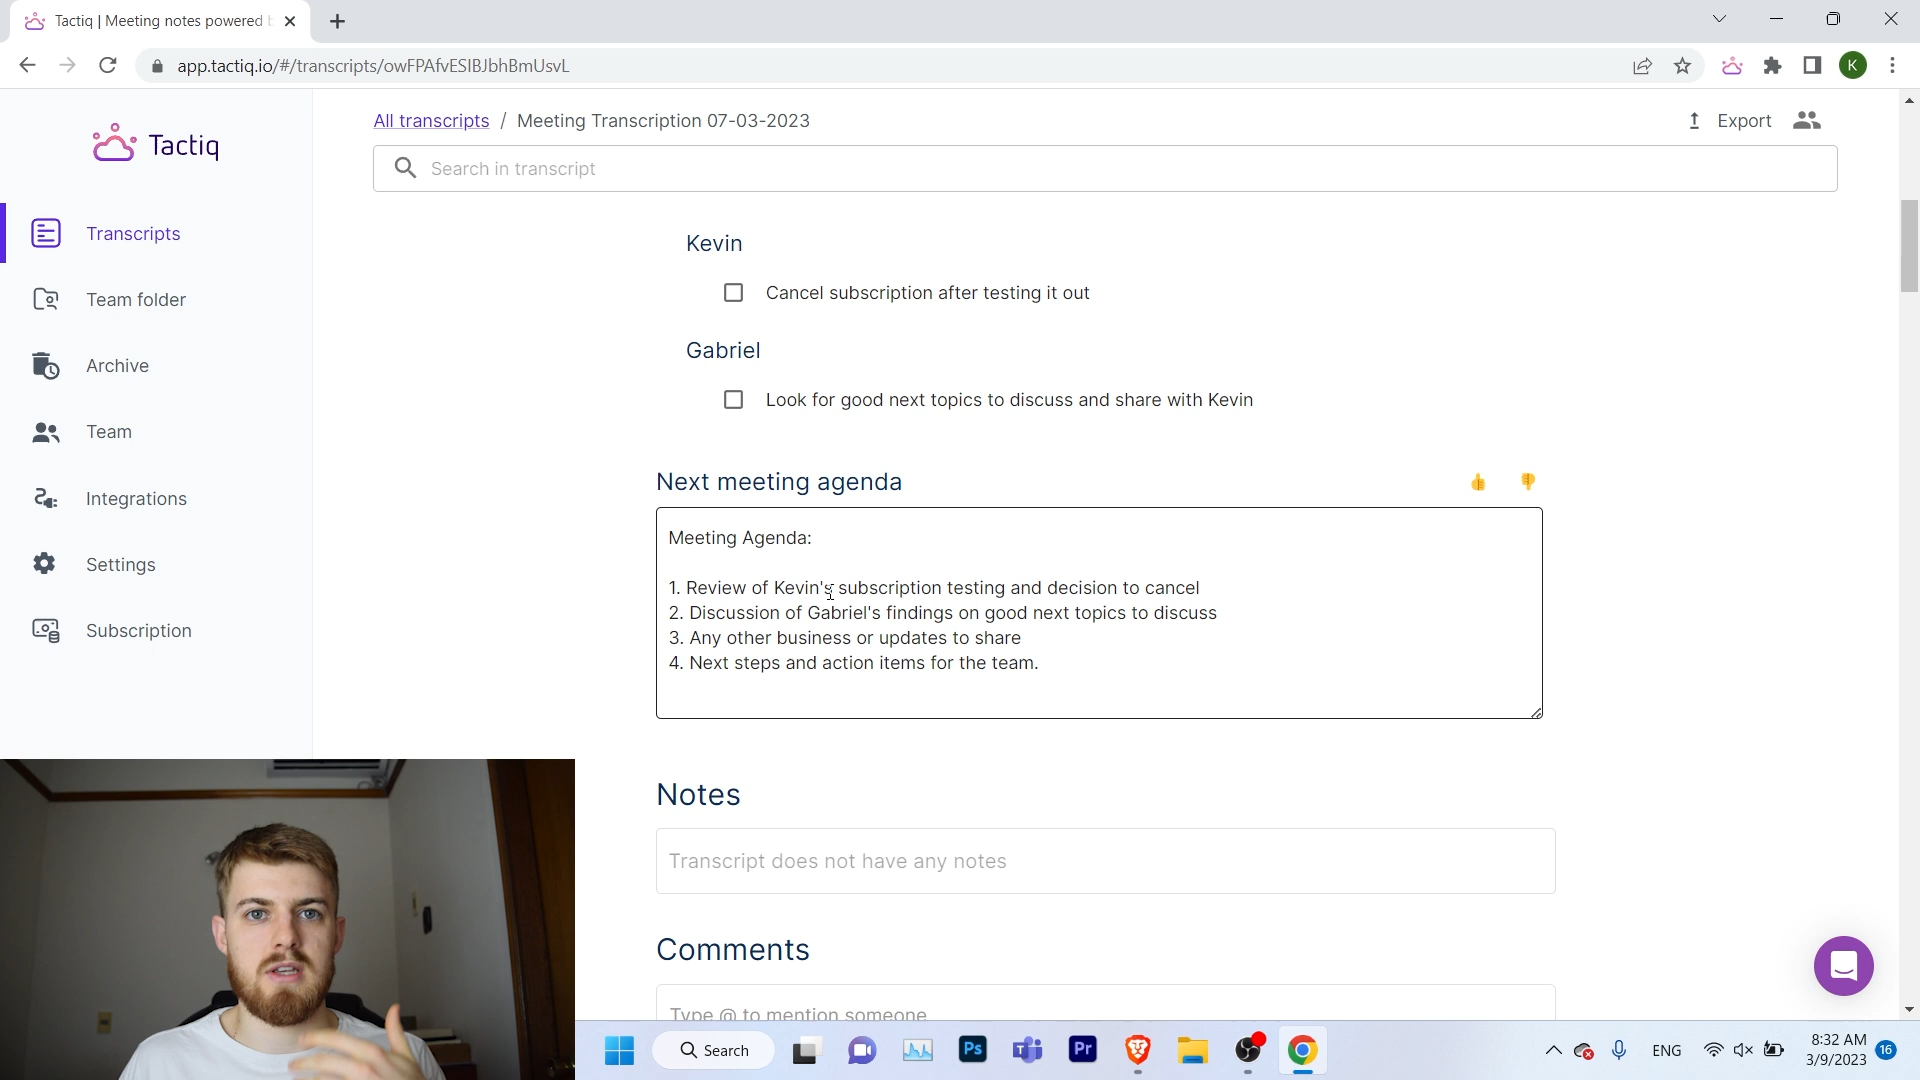 Tactiq | Meeting notes powered
app.tactiq.io/#/transcripts/owFPAfvESIBJbhBmUsvL
K
Tactiq
Transcripts
Team folder
Archive
Team
Integrations
Settings
Subscription
All transcripts / Meeting Transcription 07-03-2023
Export
Search in transcript
Kevin
Cancel subscription after testing it out
Gabriel
Look for good next topics to discuss and share with Kevin
Next meeting agenda
Meeting Agenda:
1. Review of Kevin's subscription testing and decision to cancel
2. Discussion of Gabriel's findings on good next topics to discuss
3. Any other business or updates to share
4. Next steps and action items for the team.
Notes
Transcript does not have any notes
Comments
Type @ to mention someone
Search
Ps
Pr
ENG
8:32 AM
3/9/2023
16